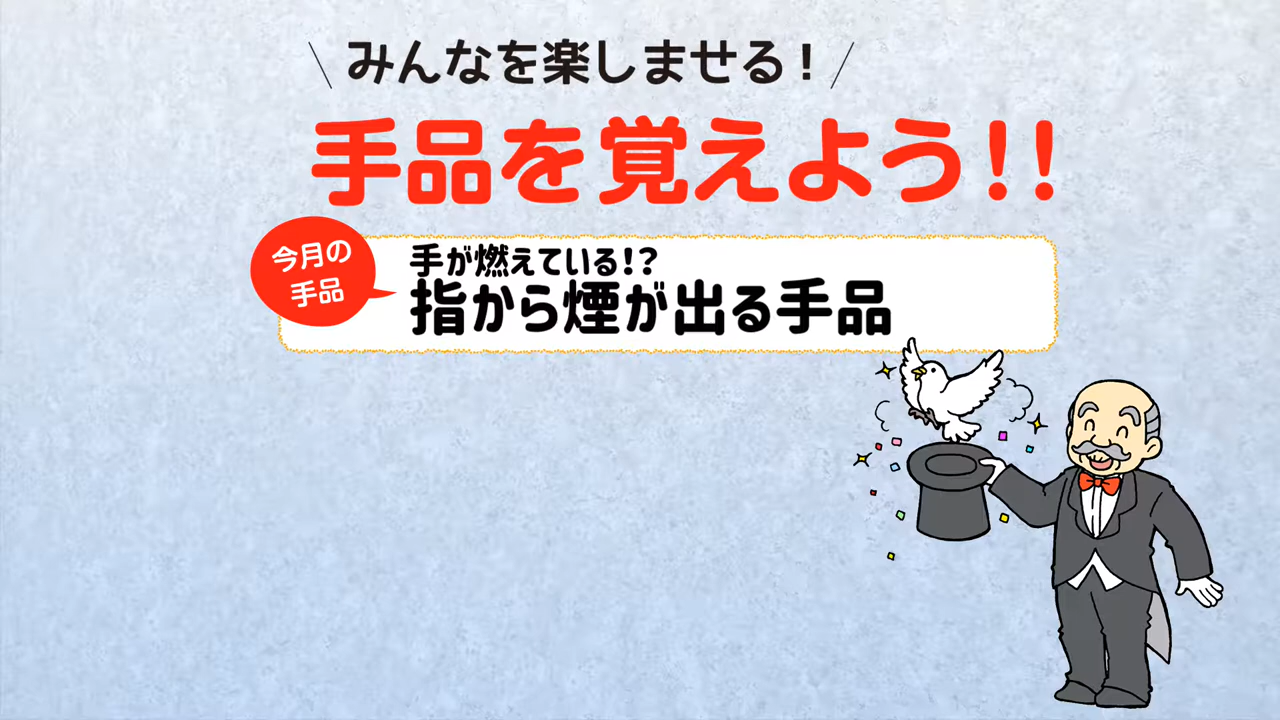 みんなを楽しませる！
手品を覚えよう!!
今月の
手品
手が燃えている!?
指から煙が出る手品